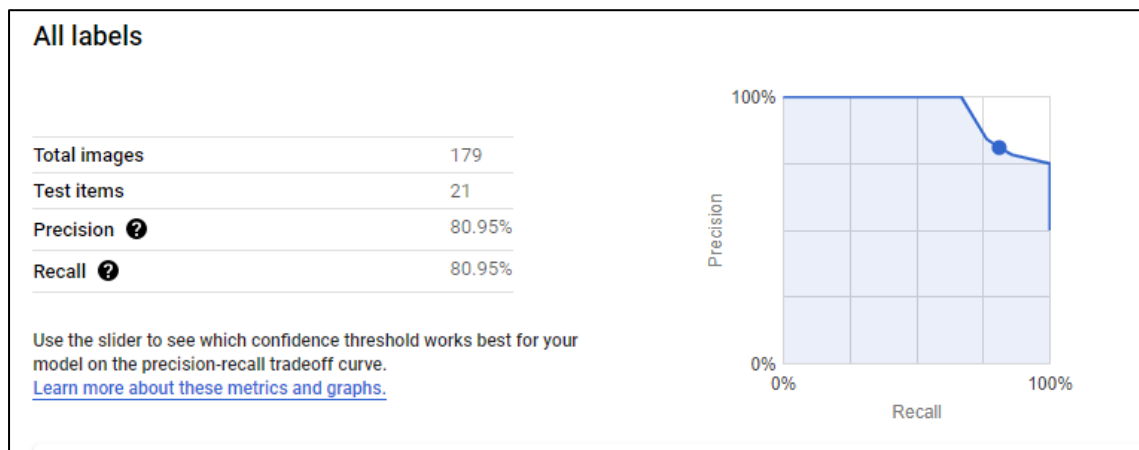 All labels
Total images 179
Test items 21
Precision ? 80.95%
Recall ? 80.95%
Use the slider to see which confidence threshold works best for your
model on the precision-recall tradeoff curve.
Learn more about these metrics and graphs.
100%
Precision
0%
0% 100%
Recall